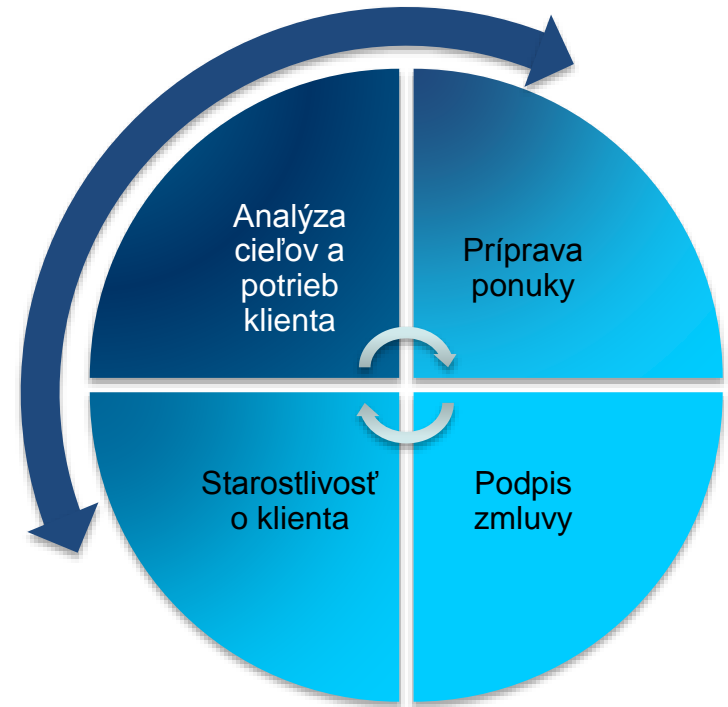 Analýza
cieľov a
potrieb
klienta
Príprava
ponuky
Starostlivosť
o klienta
Podpis
zmluvy